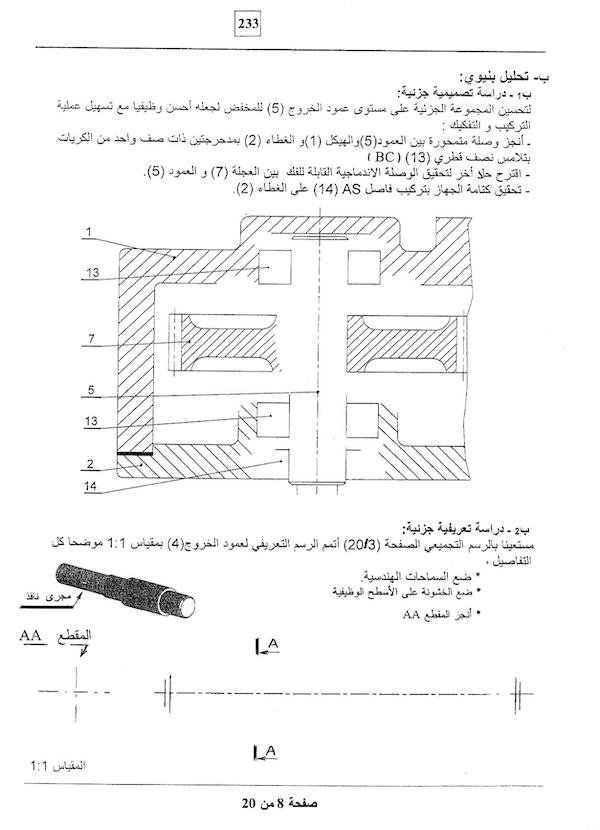 233
ب- تحليل بنيوي:
ب1 - دراسة تصميمية جزئية:
لتحسين المجموعة الجزئية على مستوى عمود الخروج (5) للمخفض لجعله أحسن وظيفيا مع تسهيل عملية
التركيب و التفكيك :
- أنجز وصلة متمحورة بين العمود(5)والهيكل (1)و الغطاء (2) بمدحرجتين ذات صف واحد من الكريات
بتلامس نصف قطري (13) (BC)
- اقترح حلا أخر لتحقيق الوصلة الاندماجية القابلة للفك بين العجلة (7) و العمود (5).
- تحقيق كتامة الجهاز بتركيب فاصل AS (14) على الغطاء (2).
1
13
7
5
13
2
14
ب2 - دراسة تعريفية جزئية:
مستعينا بالرسم التجميعي الصفحة (20/3) أتمم الرسم التعريفي لعمود الخروج(4) بمقياس 1:1 موضحا كل
التفاصيل .
* ضع السماحات الهندسية.
* ضع الخشونة على الأسطح الوظيفية
* أنجز المقطع AA
مجرى نافذ
المقطع AA
A
A
المقياس 1:1
صفحة 8 من 20